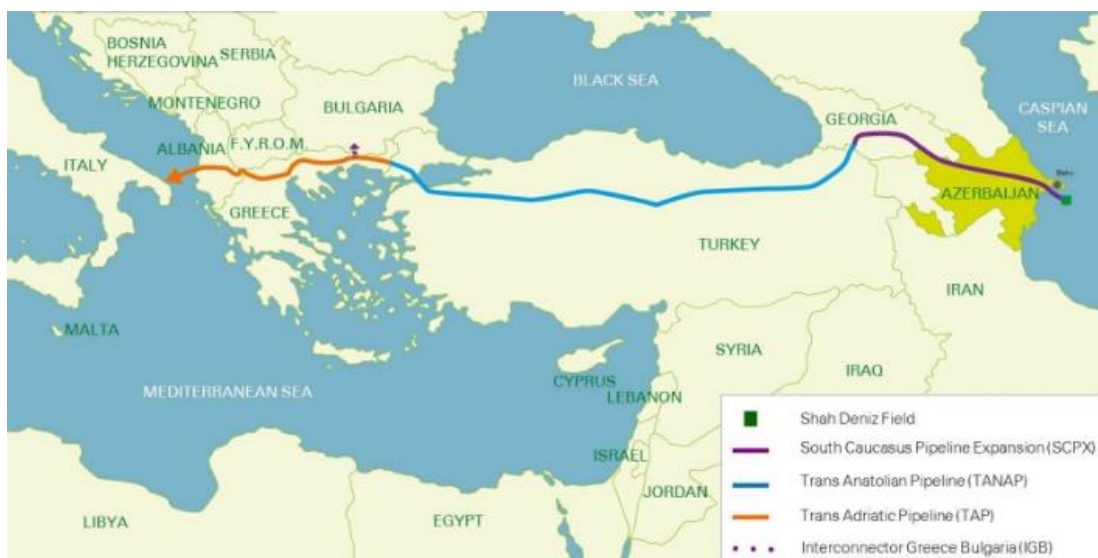 BOSNIA
HERZEGOVINA
SERBIA
BLACK SEA
CASPIAN
SEA
MONTENEGRO
BULGARIA
GEORGIA
ALBANIA
F.Y.R.O.M.
ITALY
Baku
AZERBAIJAN
GREECE
TURKEY
IRAN
MALTA
SYRIA
MEDITERRANEAN SEA
CYPRUS
LEBANON
IRAQ
ISRAEL
JORDAN
LIBYA
EGYPT
Shah Deniz Field
South Caucasus Pipeline Expansion (SCPX)
Trans Anatolian Pipeline (TANAP)
Trans Adriatic Pipeline (TAP)
Interconnector Greece Bulgaria (IGB)